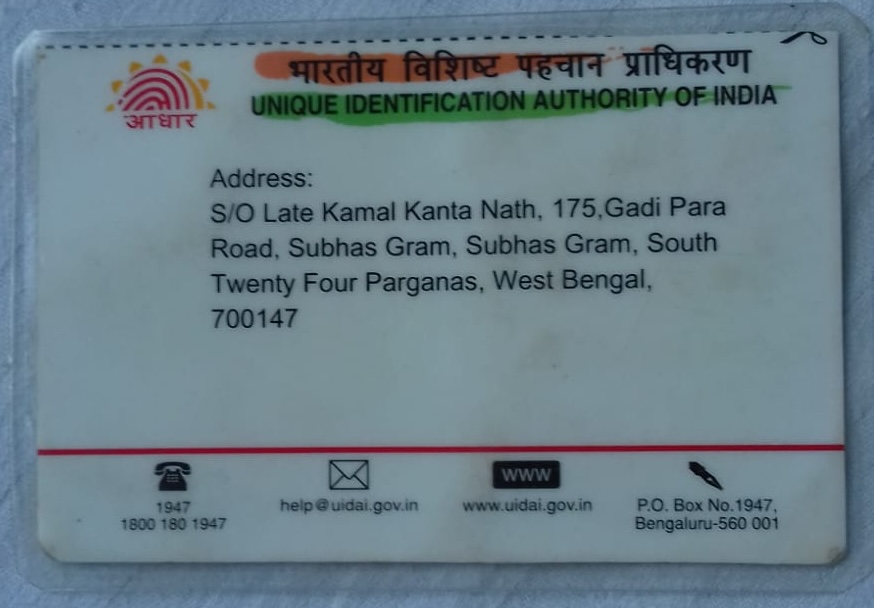 भारतीय विशिष्ट पहचान प्राधिकरण
आधार
UNIQUE IDENTIFICATION AUTHORITY OF INDIA
Address:
S/O Late Kamal Kanta Nath, 175,Gadi Para
Road, Subhas Gram, Subhas Gram, South
Twenty Four Parganas, West Bengal,
700147
1947
1800 180 1947
help@uidai.gov.in
WWW
www.uidai.gov.in
P.O. Box No.1947,
Bengaluru-560 001